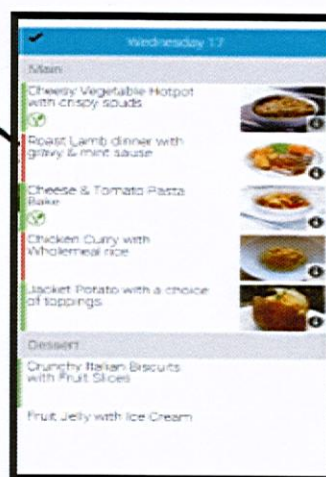 Wednesday 17
Main
Cheesy Vegetable Hotpot
with crispy spuds
Roast Lamb dinner with
gravy & mint sause
Cheese & Tomato Pasta
Bake
Chicken Curry with
Wholemeal rice
Jacket Potato with a choice
of toppings
Dessert
Crunchy Italian Biscuits
with Fruit Slices
Fruit Jelly with Ice Cream